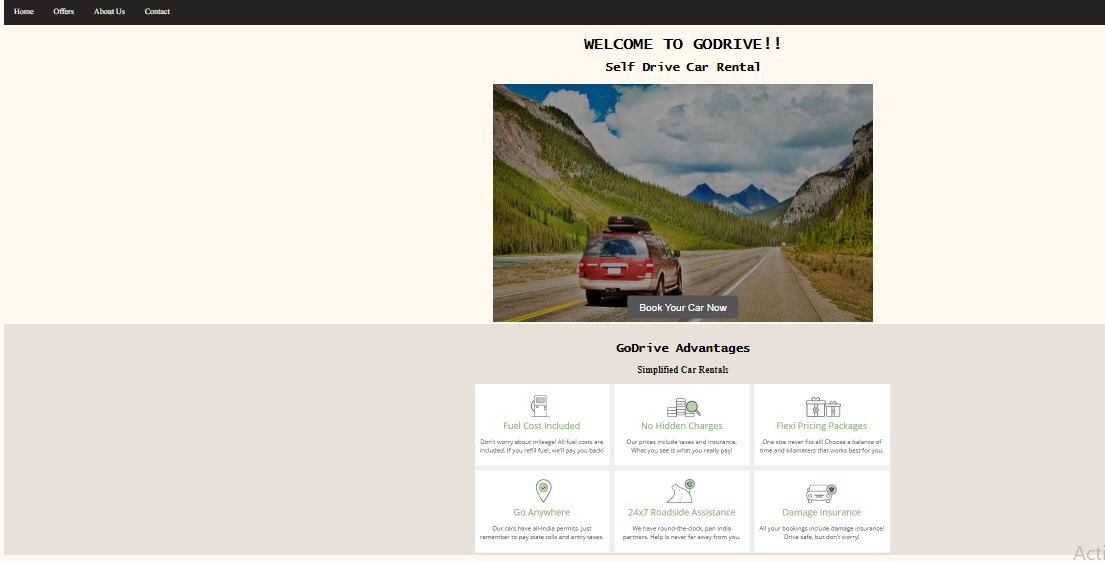 Home Offers About Us Contact
WELCOME TO GODRIVE!!
Self Drive Car Rental
Book Your Car Now
GoDrive Advantages
Simplified Car Rentals
Fuel Cost Included
Don't worry about mileage! All fuel costs are
included. If you refill fuel, we'll pay you back!
No Hidden Charges
Our prices include taxes and insurance.
What you see is what you really pay!
Flexi Pricing Packages
One size never fits all! Choose a balance of
time and kilometers that works best for you.
Go Anywhere
Our cars have all-India permits. Just
remember to pay state tolls and entry taxes.
24x7 Roadside Assistance
We have round-the-clock, pan India
partners. Help is never far away from you.
Damage Insurance
All your bookings include damage insurance!
Drive safe, but don't worry!
Acti